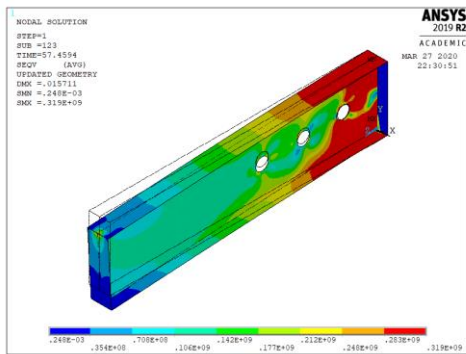 1
NODAL SOLUTION
STEP=1
SUB =123
TIME=57.4594
SEQV (AVG)
UPDATED GEOMETRY
DMX =.015711
SMN =.248E-03
SMX =.319E+09
ANSYS
2019 R2
ACADEMIC
MAR 27 2020
22:30:51
Y
X
.248E-03 .708E+08 .142E+09 .212E+09 .283E+09
.354E+08 .106E+09 .177E+09 .248E+09 .319E+09